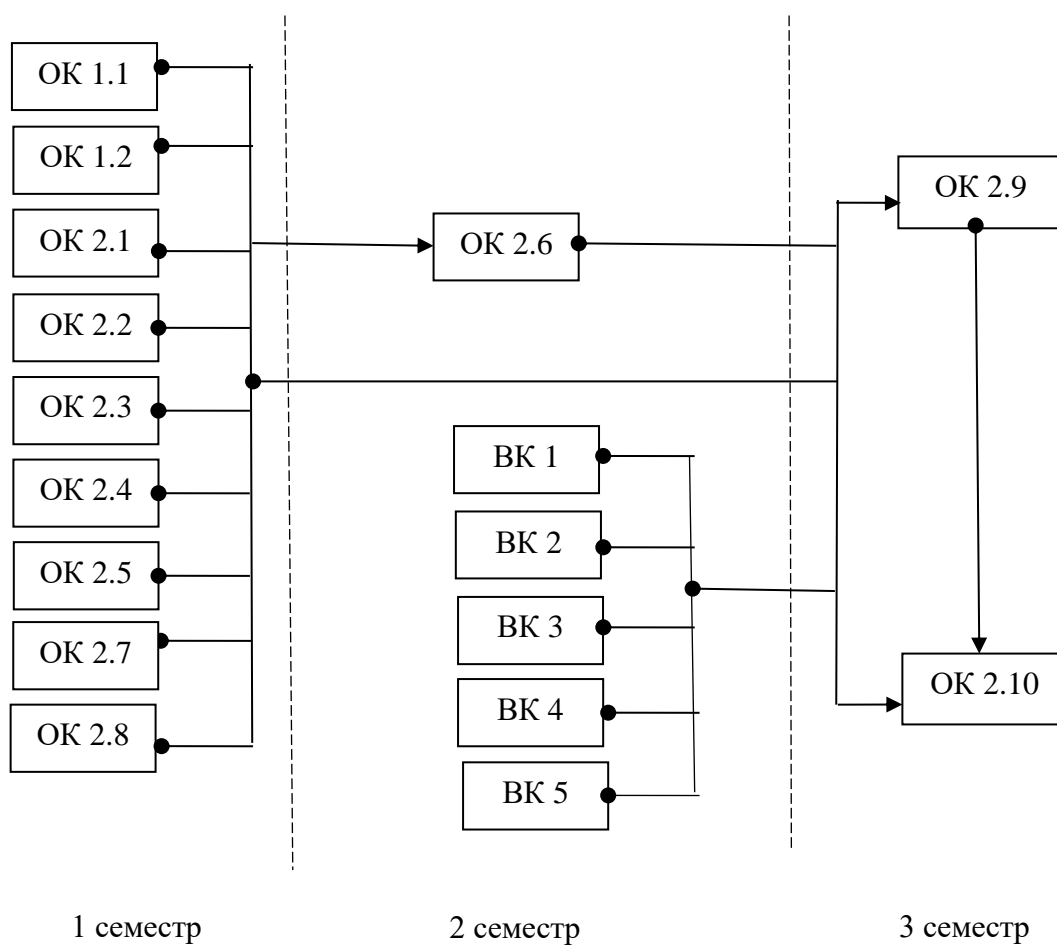 ОК 1.1
ОК 1.2
ОК 2.1
ОК 2.2
ОК 2.3
ОК 2.4
ОК 2.5
ОК 2.7
ОК 2.8
ОК 2.6
ВК 1
ВК 2
ВК 3
ВК 4
ВК 5
ОК 2.9
ОК 2.10
1 семестр
2 семестр
3 семестр